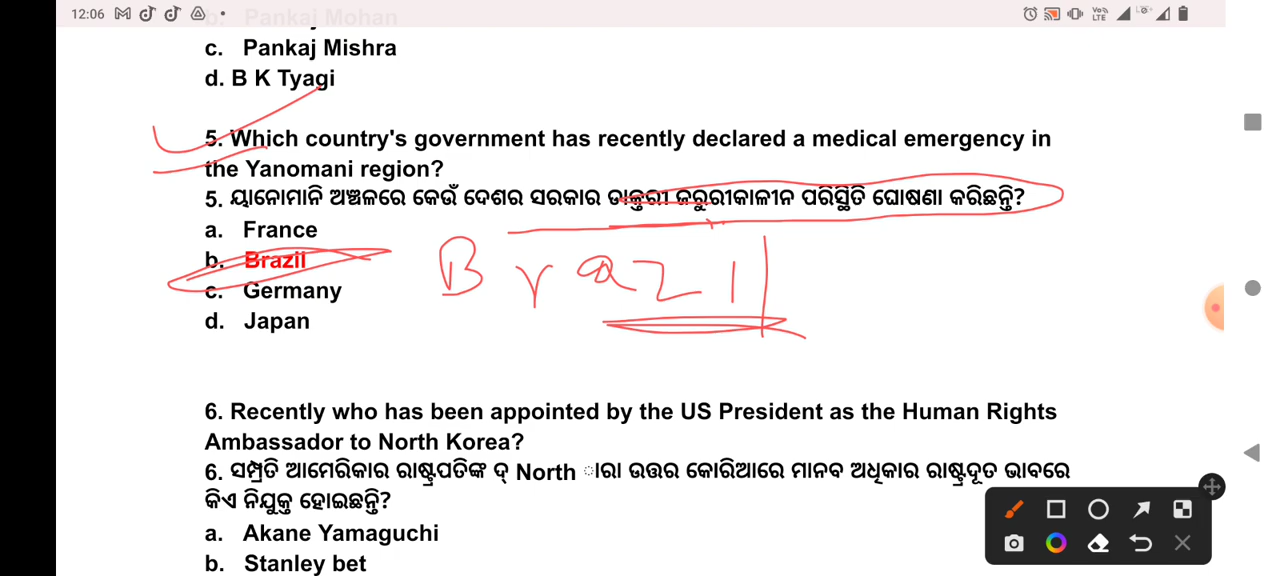 12:06 VoLTE
b. Pankaj Mohan
c. Pankaj Mishra
d. B K Tyagi
5. Which country's government has recently declared a medical emergency in
the Yanomani region?
5. ୟାନୋମାନି ଅଞ୍ଚଳରେ କେଉଁ ଦେଶର ସରକାର ଡାକ୍ତରୀ ଜରୁରୀକାଳୀନ ପରିସ୍ଥିତି ଘୋଷଣା କରିଛନ୍ତି?
a. France
b. Brazil
Brazil
c. Germany
d. Japan
6. Recently who has been appointed by the US President as the Human Rights
Ambassador to North Korea?
6. ସମ୍ପ୍ରତି ଆମେରିକାର ରାଷ୍ଟ୍ରପତିଙ୍କ ଦ୍ North ାରା ଉତ୍ତର କୋରିଆରେ ମାନବ ଅଧିକାର ରାଷ୍ଟ୍ରଦୂତ ଭାବରେ
କିଏ ନିଯୁକ୍ତ ହୋଇଛନ୍ତି?
a. Akane Yamaguchi
b. Stanley bet